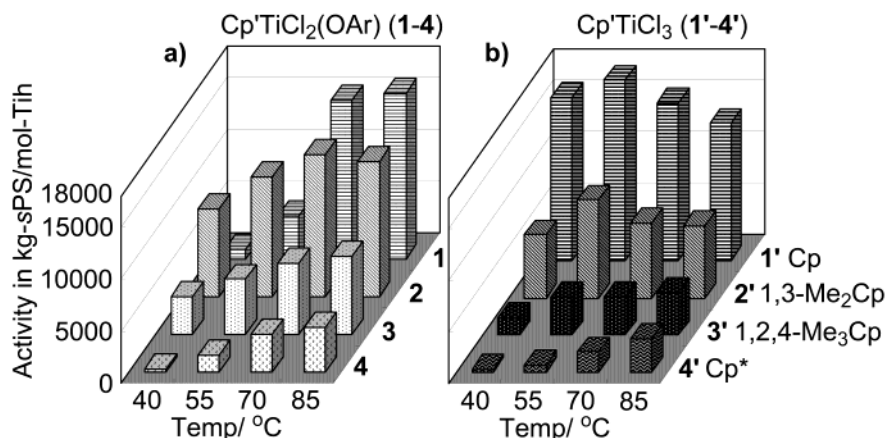 Cp'TiCl2(OAr) (1-4)
Cp'TiCl3 (1'-4')
a)
b)
Activity in kg-sPS/mol-Tih
18000
15000
10000
5000
0
1
2
3
4
40 55 70 85
Temp/ °C
1' Cp
2' 1,3-Me2Cp
3' 1,2,4-Me3Cp
4' Cp*
40 55 70 85
Temp/ °C